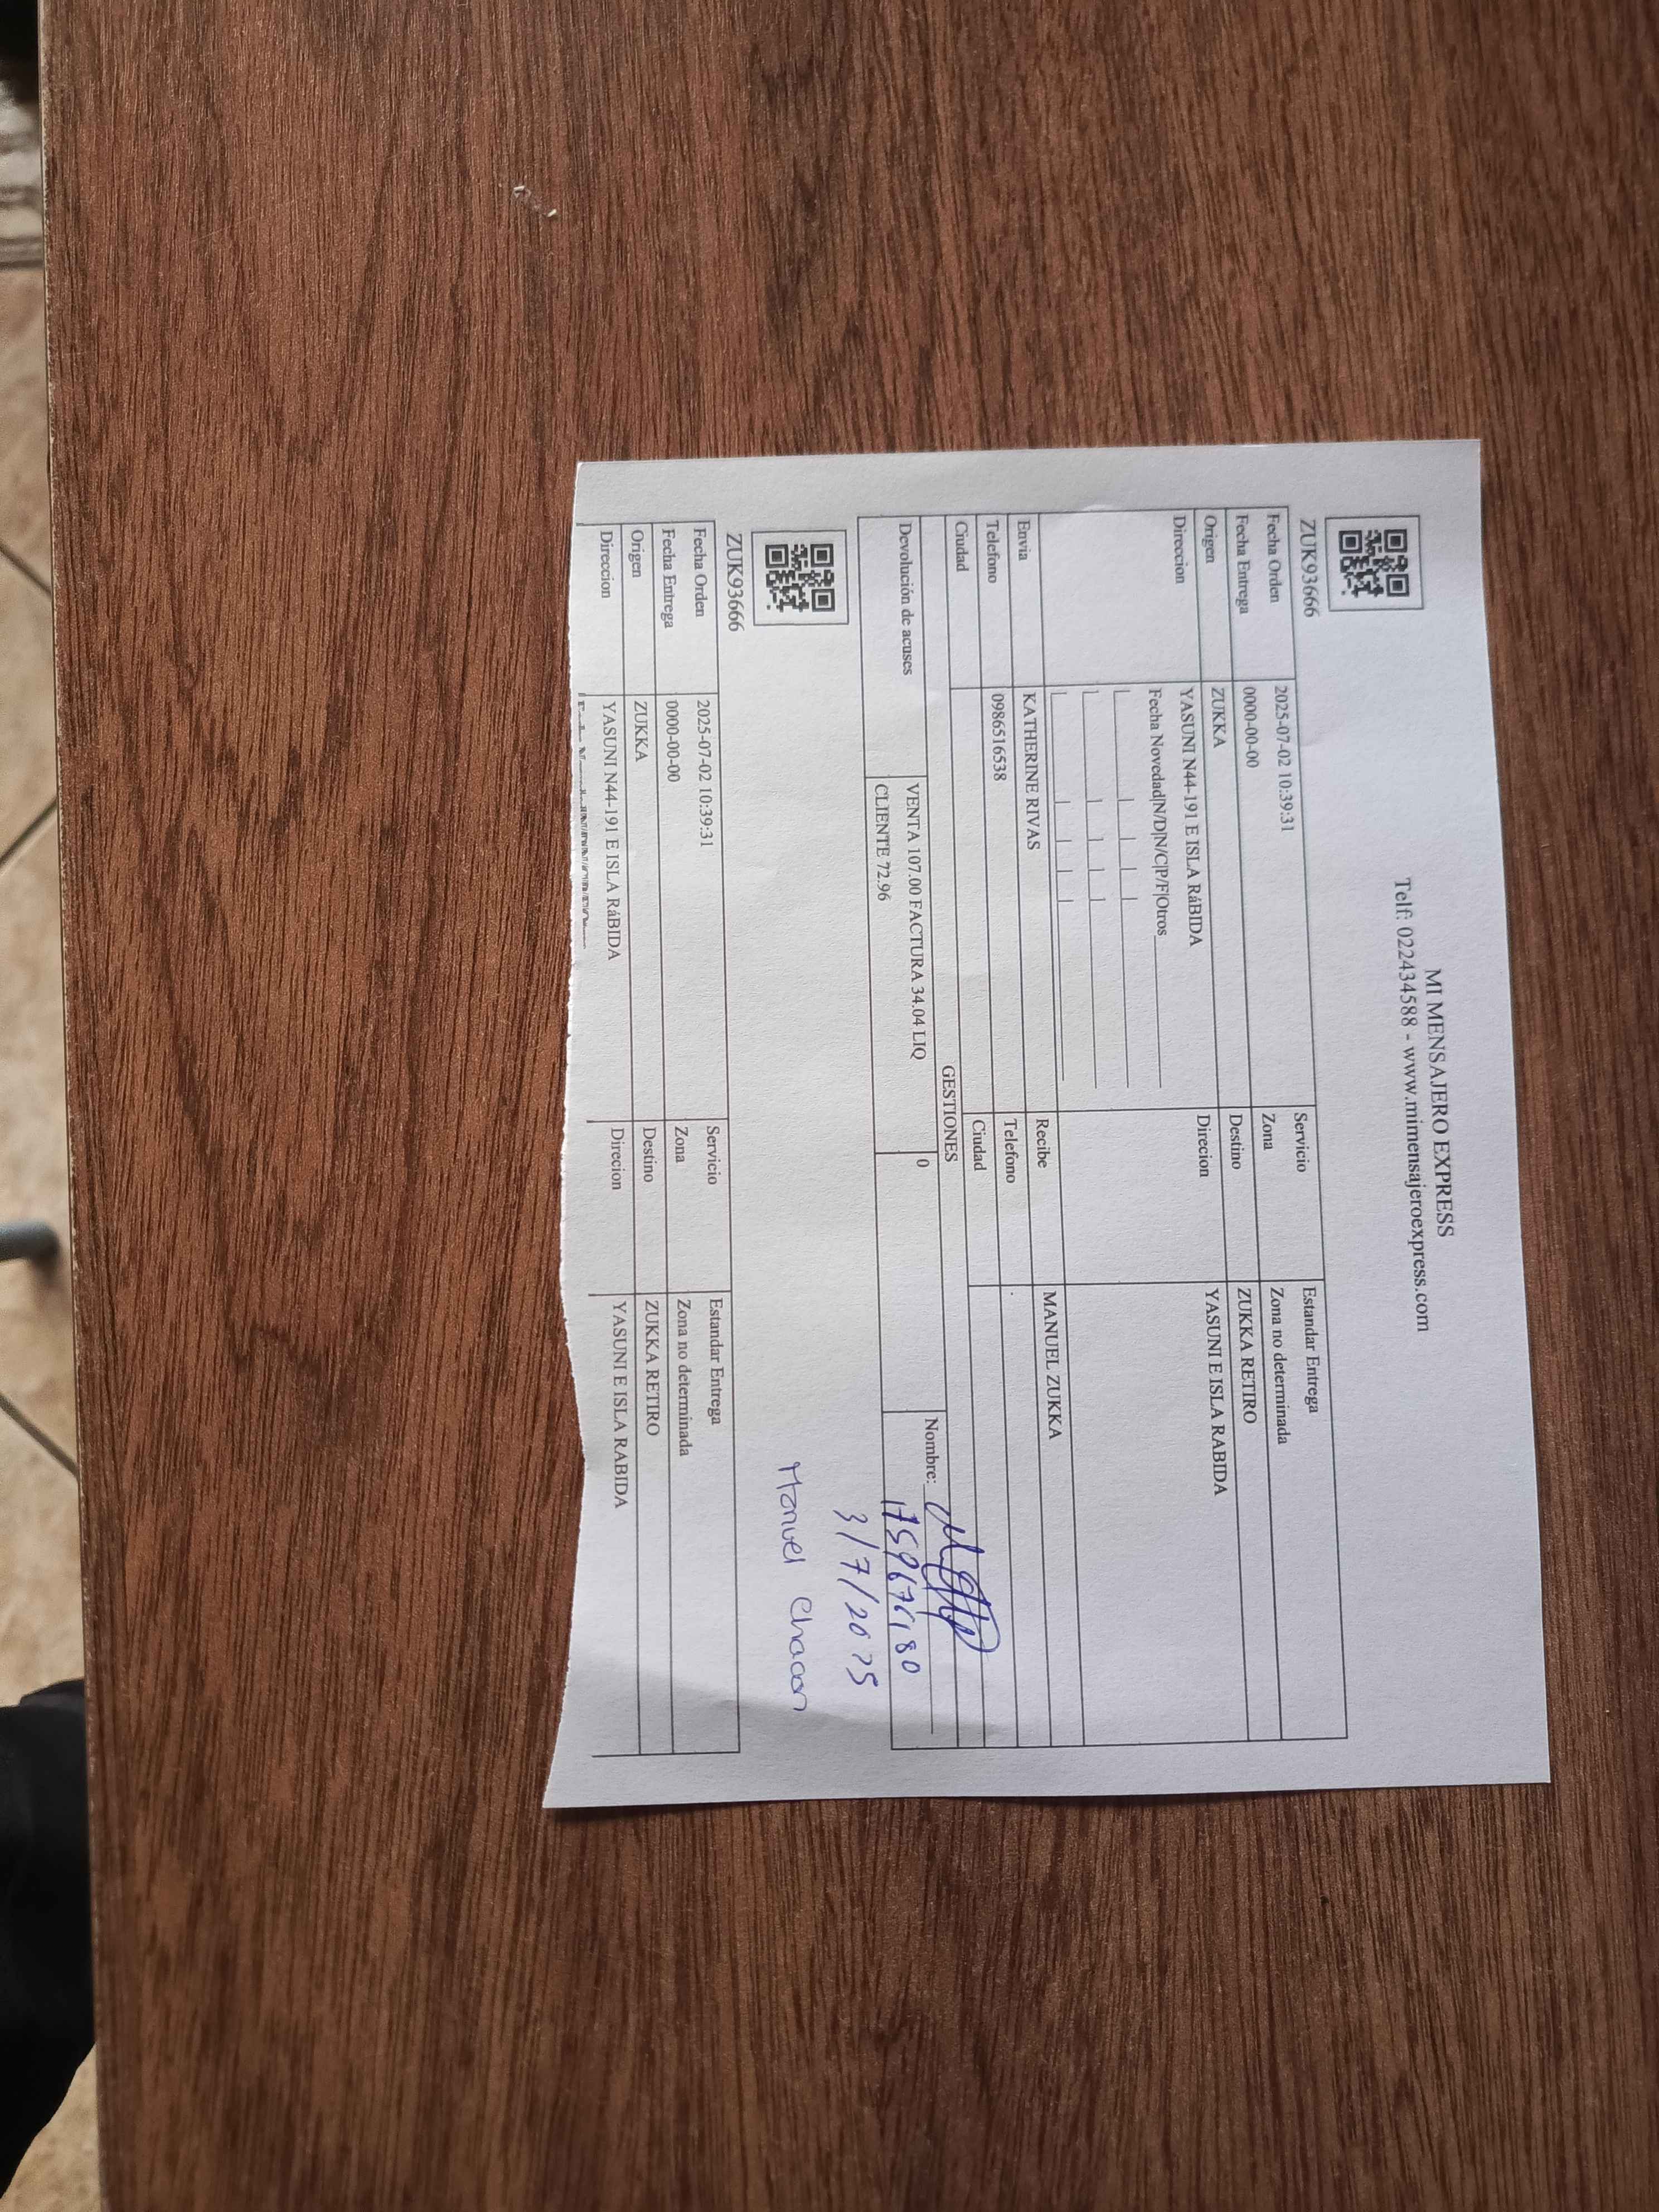 MI MENSAJERO EXPRESS
Telf: 022434588 - www.mimensajeroexpress.com
ZUK93666
Fecha Orden 2025-07-02 10:39:31 Servicio Estandar Entrega
Fecha Entrega 0000-00-00 Zona Zona no determinada
Origen ZUKKA Destino ZUKKA RETIRO
Direccion YASUNI N44-191 E ISLA RáBIDA Direcion YASUNI E ISLA RABIDA
Fecha Novedad|N/D|N/C|P/F|Otros
Envia KATHERINE RIVAS Recibe MANUEL ZUKKA
Telefono 0986516538 Telefono .
Ciudad Ciudad
GESTIONES
Devolución de acuses VENTA 107.00 FACTURA 34.04 LIQ 0 Nombre:
CLIENTE 72.96
3/7/2025
Manuel Chacon
ZUK93666
Fecha Orden 2025-07-02 10:39:31 Servicio Estandar Entrega
Fecha Entrega 0000-00-00 Zona Zona no determinada
Origen ZUKKA Destino ZUKKA RETIRO
Direccion YASUNI N44-191 E ISLA RáBIDA Direcion YASUNI E ISLA RABIDA